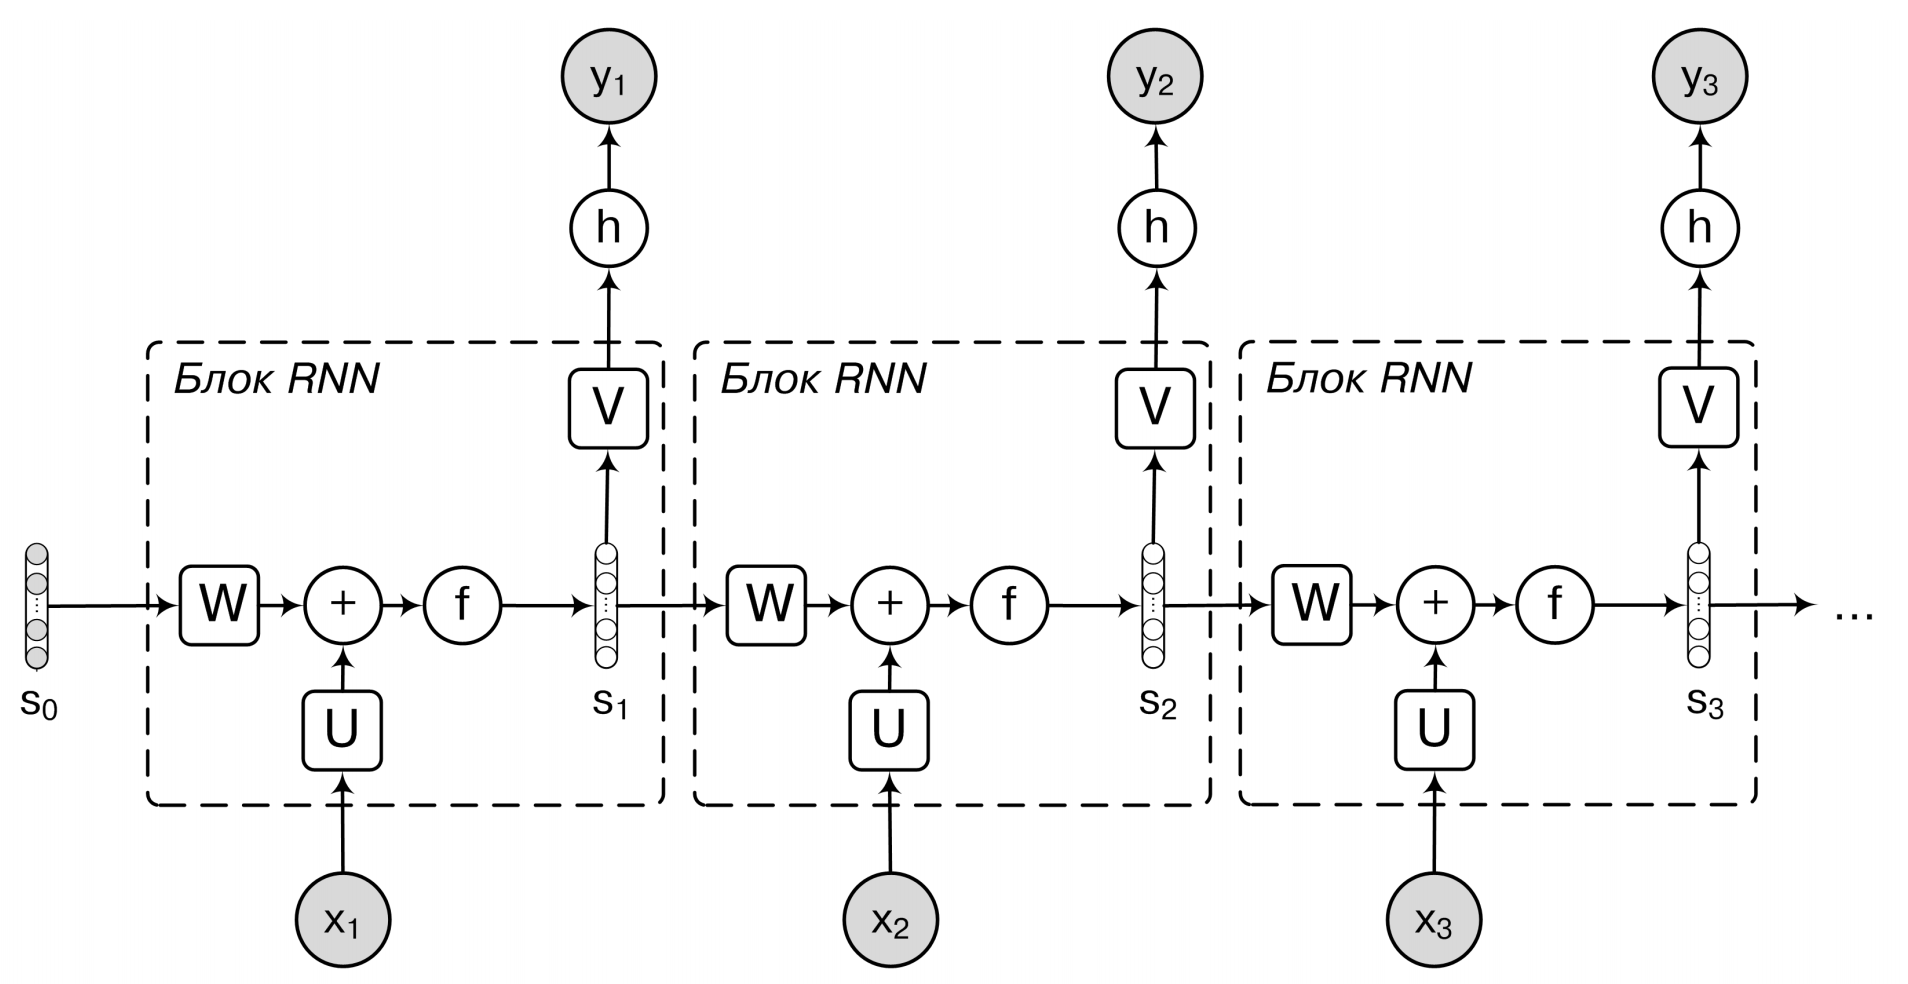 y1 y2 y3
h h h
Блок RNN Блок RNN Блок RNN
V V V
W + f W + f W + f ...
s0 s1 s2 s3
U U U
x1 x2 x3